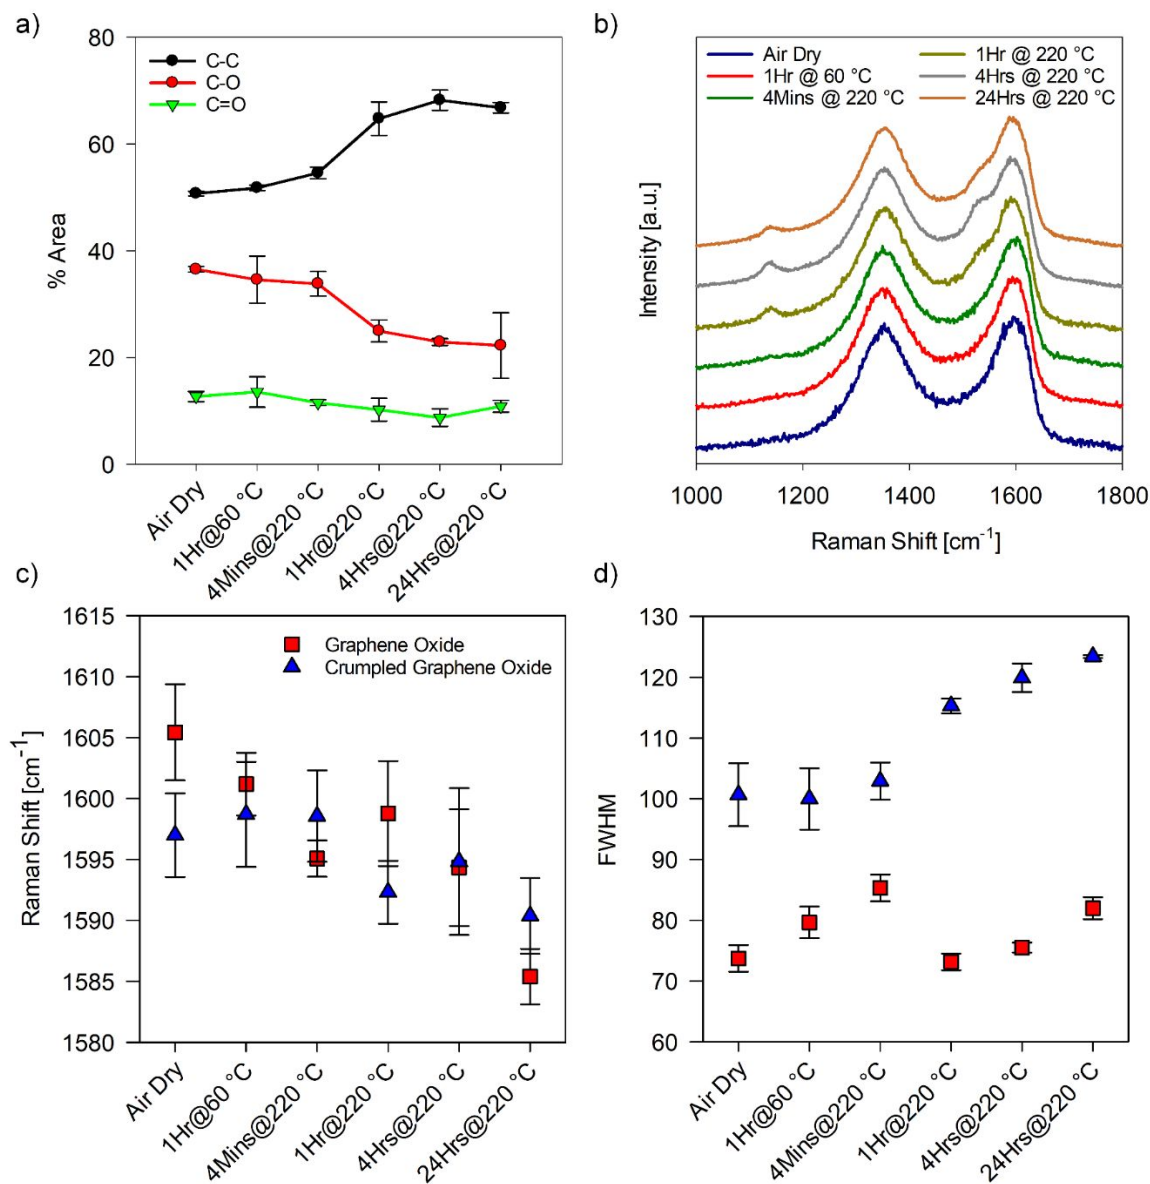 a)
80
60
40
20
0
% Area
C-C
C-O
C=O
Air Dry
1Hr@60 °C
4Mins@220 °C
1Hr@220 °C
4Hrs@220 °C
24Hrs@220 °C
b)
Air Dry
1Hr @ 60 °C
4Mins @ 220 °C
1Hr @ 220 °C
4Hrs @ 220 °C
24Hrs @ 220 °C
Intensity [a.u.]
1000 1200 1400 1600 1800
Raman Shift [cm⁻¹]
c)
1615
1610
1605
1600
1595
1590
1585
1580
Raman Shift [cm⁻¹]
Graphene Oxide
Crumpled Graphene Oxide
Air Dry
1Hr@60 °C
4Mins@220 °C
1Hr@220 °C
4Hrs@220 °C
24Hrs@220 °C
d)
130
120
110
100
90
80
70
60
FWHM
Air Dry
1Hr@60 °C
4Mins@220 °C
1Hr@220 °C
4Hrs@220 °C
24Hrs@220 °C